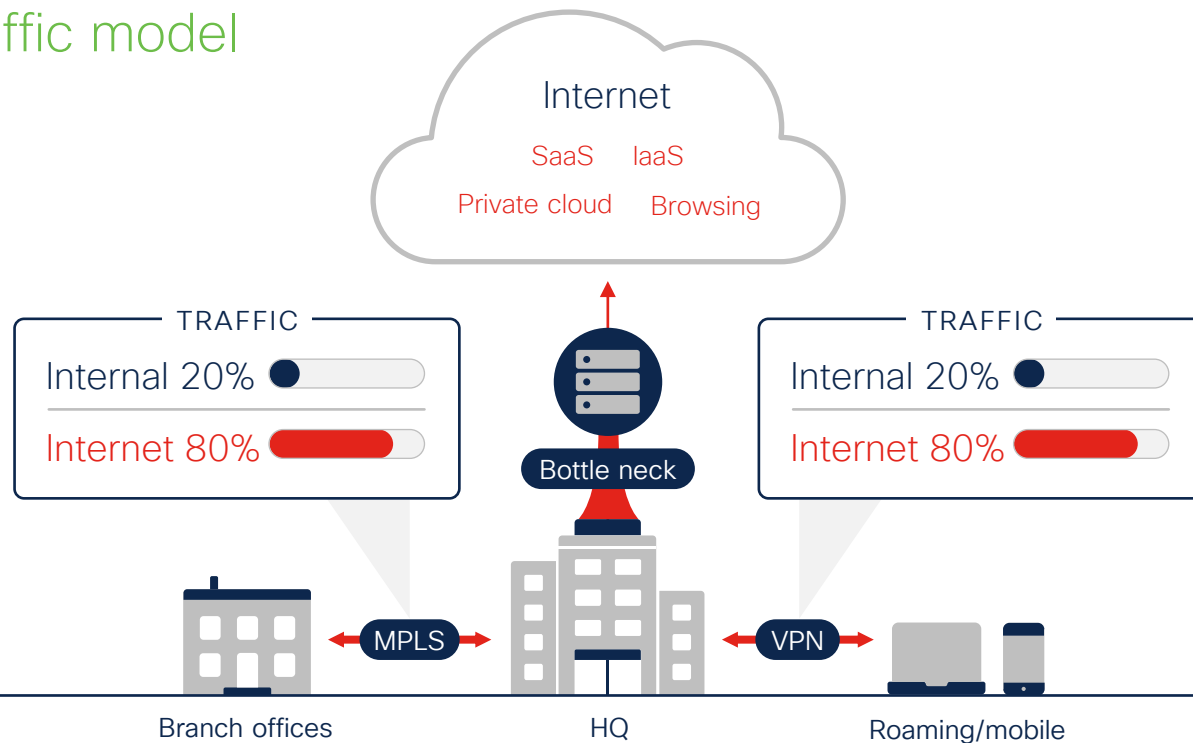 ffic model
Internet
SaaS IaaS
Private cloud Browsing
TRAFFIC
Internal 20%
Internet 80%
TRAFFIC
Internal 20%
Internet 80%
Bottle neck
MPLS
VPN
Branch offices
HQ
Roaming/mobile